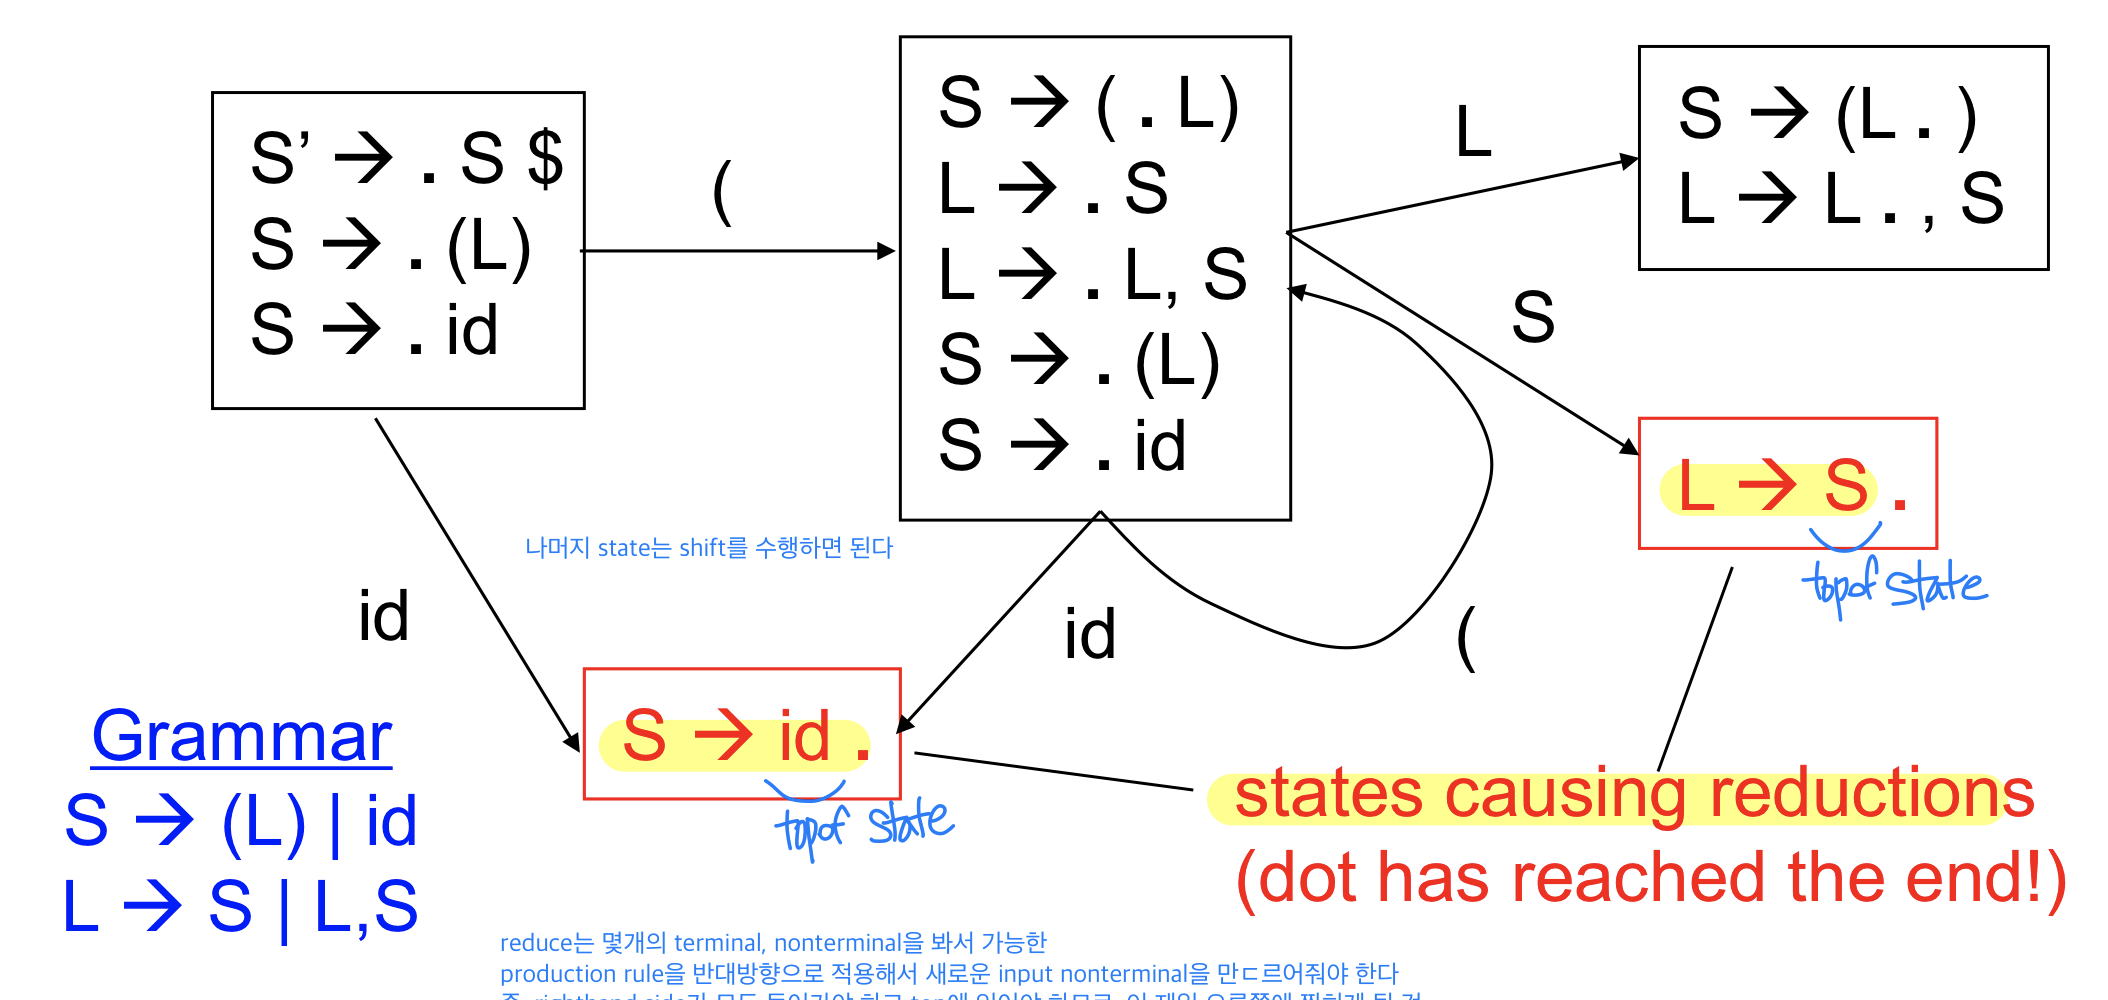 S’ → . S $
S → . (L)
S → . id
(
S → ( . L)
L → . S
L → . L, S
S → . (L)
S → . id
L
S → (L . )
L → L . , S
S
L → S .
top of state
나머지 state는 shift를 수행하면 된다
id
id
(
S → id .
top of state
Grammar
S → (L) | id
L → S | L,S
states causing reductions
(dot has reached the end!)
reduce는 몇개의 terminal, nonterminal을 봐서 가능한
production rule을 반대방향으로 적용해서 새로운 input nonterminal을 만ㄷ르어줘야 한다